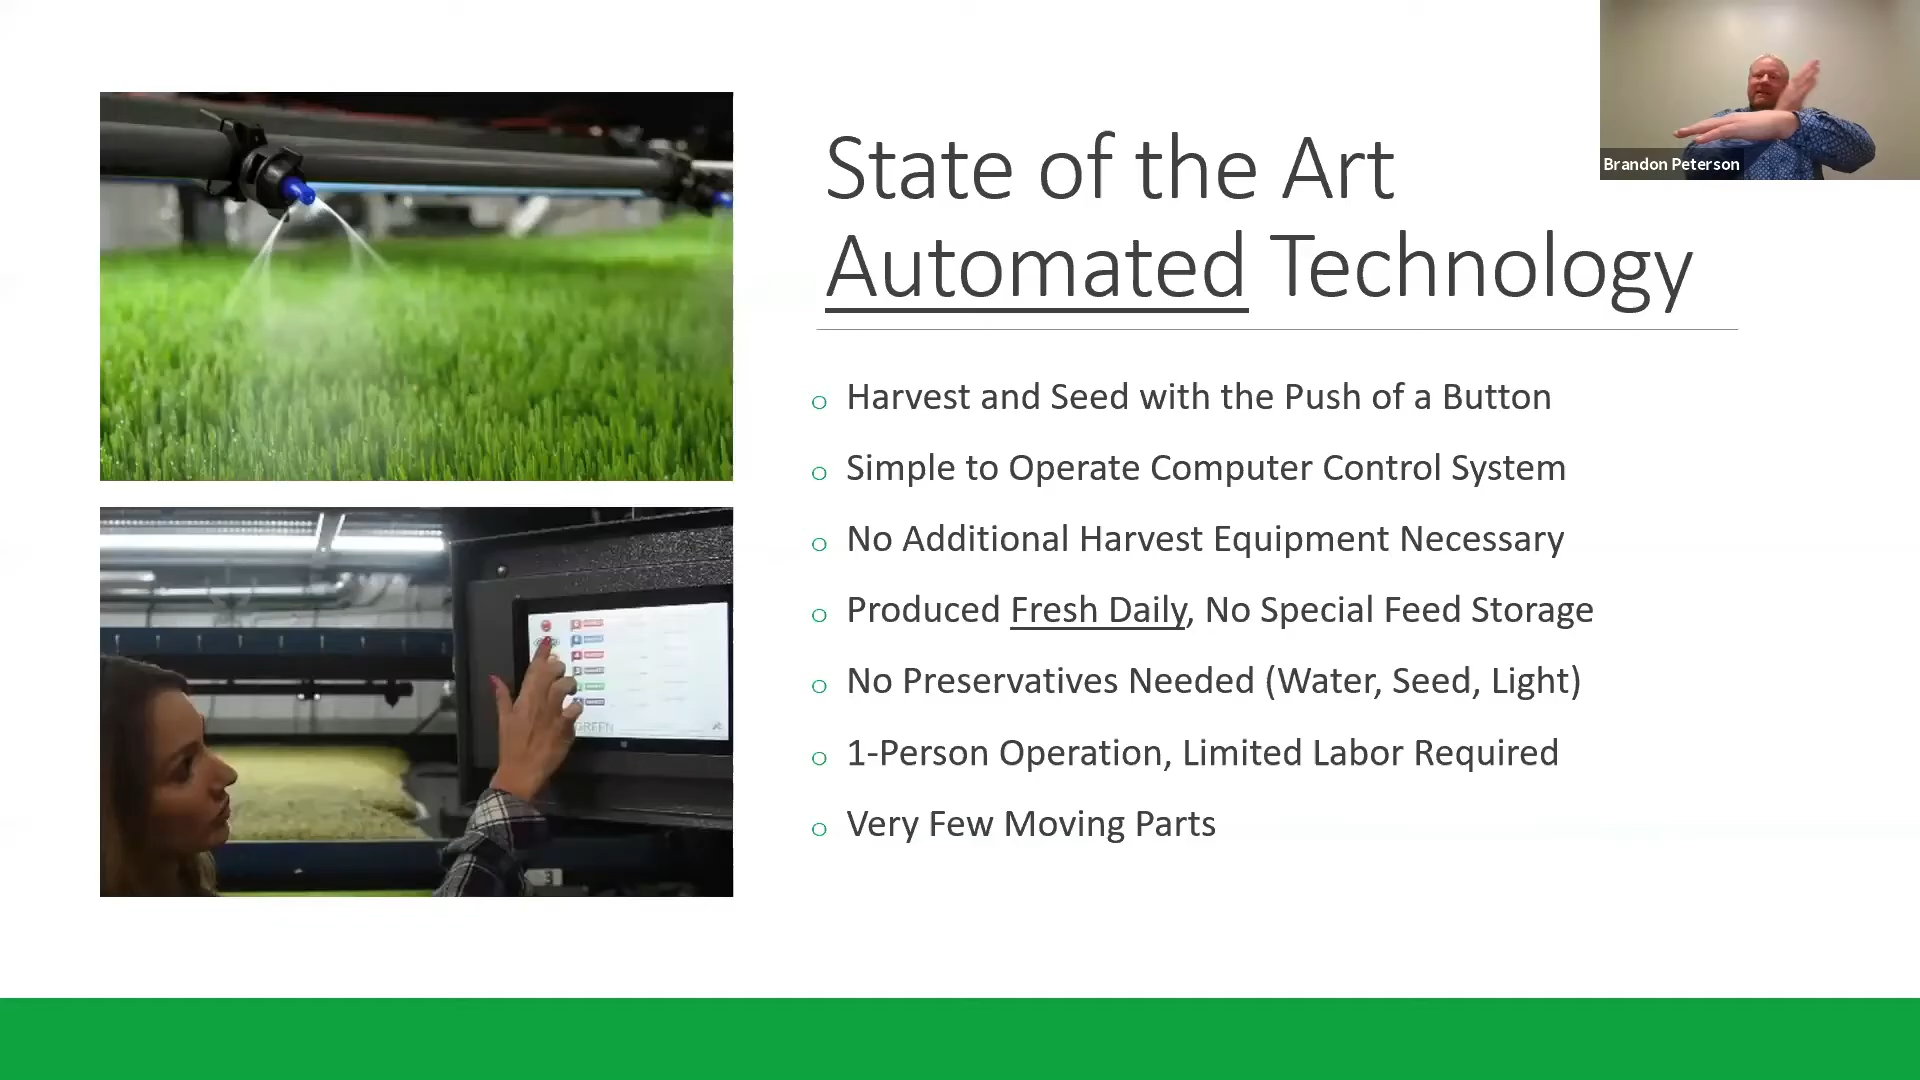 Brandon Peterson
State of the Art
Automated Technology
o Harvest and Seed with the Push of a Button
o Simple to Operate Computer Control System
o No Additional Harvest Equipment Necessary
o Produced Fresh Daily, No Special Feed Storage
o No Preservatives Needed (Water, Seed, Light)
o 1-Person Operation, Limited Labor Required
o Very Few Moving Parts
GREEN
3